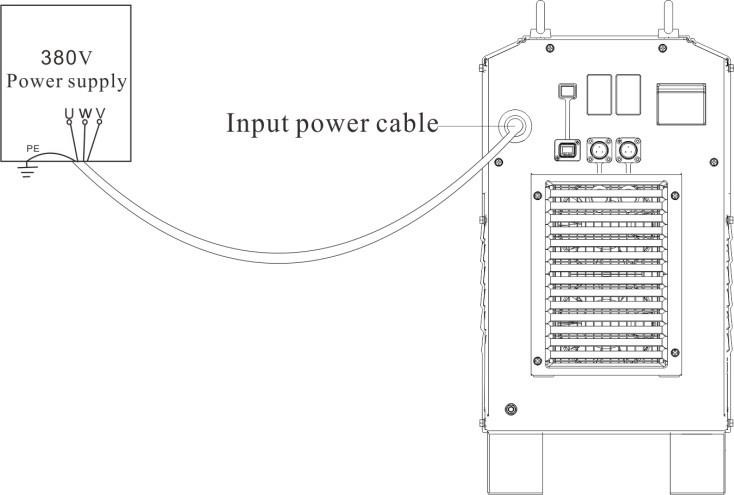 380V
Power supply
U W V
PE
Input power cable